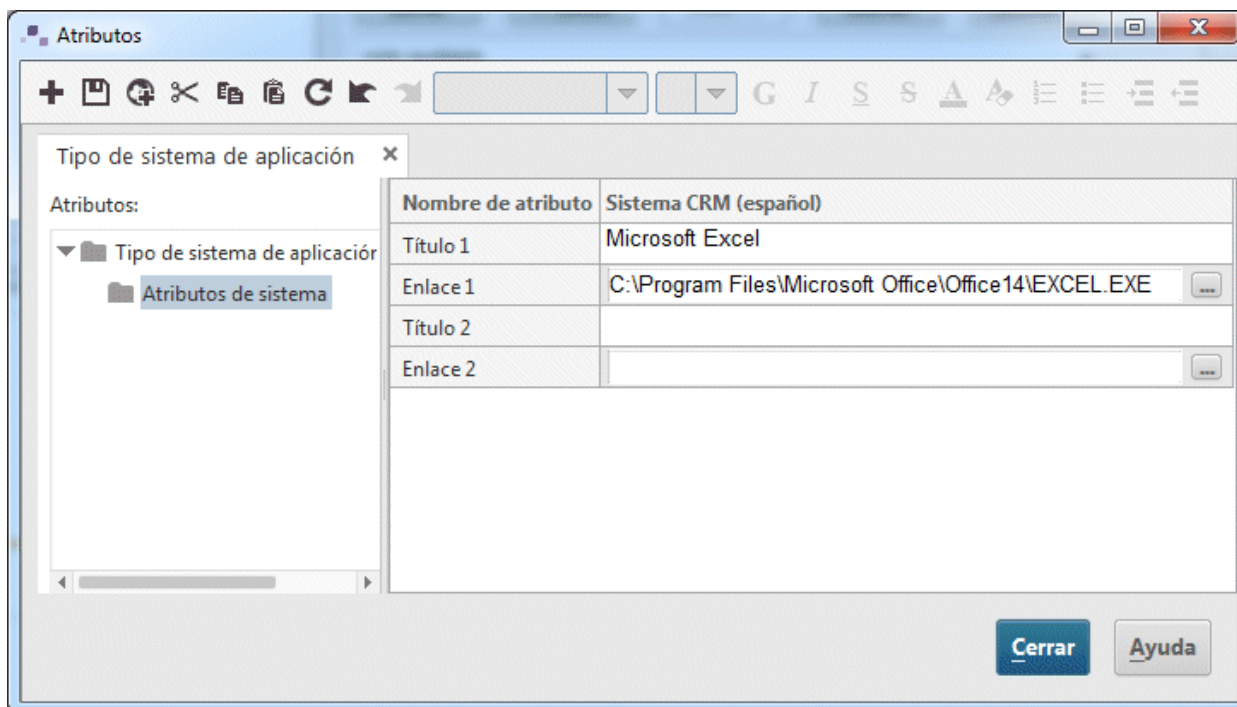 Atributos
G I S S A
Tipo de sistema de aplicación
Atributos:
Tipo de sistema de aplicación
Atributos de sistema
Nombre de atributo Sistema CRM (español)
Título 1 Microsoft Excel
Enlace 1 C:\Program Files\Microsoft Office\Office14\EXCEL.EXE ...
Título 2
Enlace 2 ...
Cerrar Ayuda